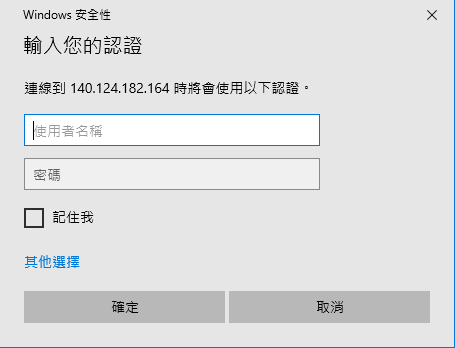 Windows 安全性
輸入您的認證
連線到 140.124.182.164 時將會使用以下認證。
使用者名稱
密碼
記住我
其他選擇
確定
取消